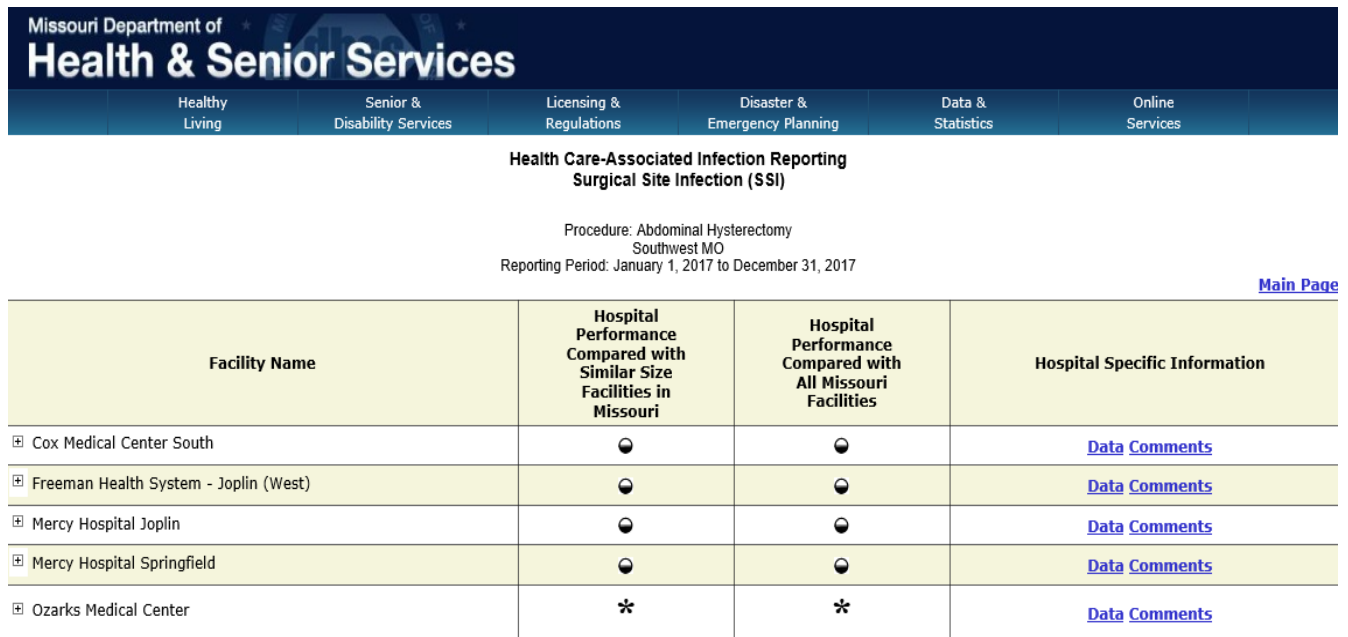 Missouri Department of
Health & Senior Services
Healthy Living
Senior & Disability Services
Licensing & Regulations
Disaster & Emergency Planning
Data & Statistics
Online Services
Health Care-Associated Infection Reporting
Surgical Site Infection (SSI)
Procedure: Abdominal Hysterectomy
Southwest MO
Reporting Period: January 1, 2017 to December 31, 2017
Main Page
Facility Name
Hospital
Performance
Compared with
Similar Size
Facilities in
Missouri
Hospital
Performance
Compared with
All Missouri
Facilities
Hospital Specific Information
Cox Medical Center South
Data Comments
Freeman Health System - Joplin (West)
Data Comments
Mercy Hospital Joplin
Data Comments
Mercy Hospital Springfield
Data Comments
Ozarks Medical Center * * Data Comments